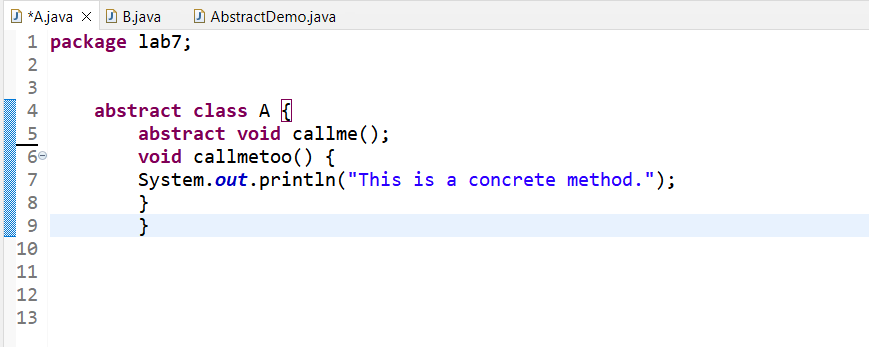 *A.java B.java AbstractDemo.java
1 package lab7;
2
3
4 abstract class A {
5 abstract void callme();
6 void callmetoo() {
7 System.out.println("This is a concrete method.");
8 }
9 }
10
11
12
13